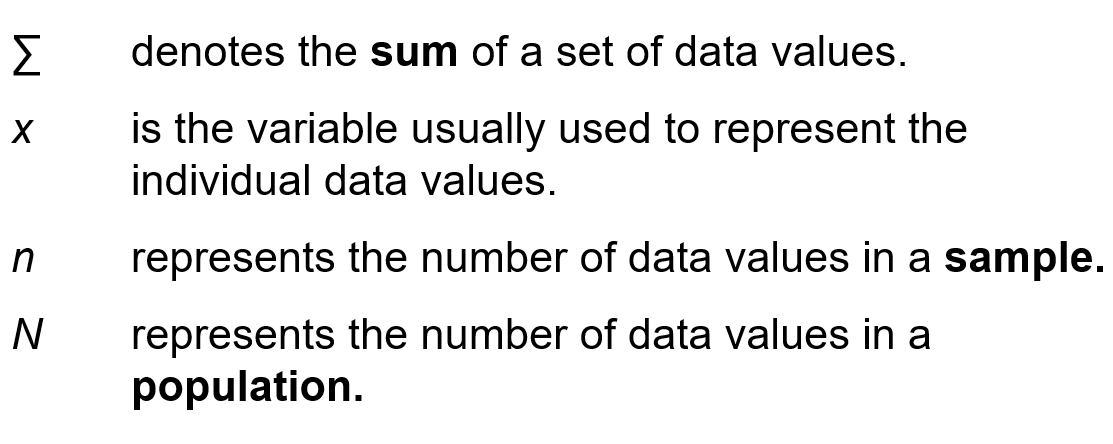 ∑ denotes the sum of a set of data values.
x is the variable usually used to represent the
individual data values.
n represents the number of data values in a sample.
N represents the number of data values in a
population.